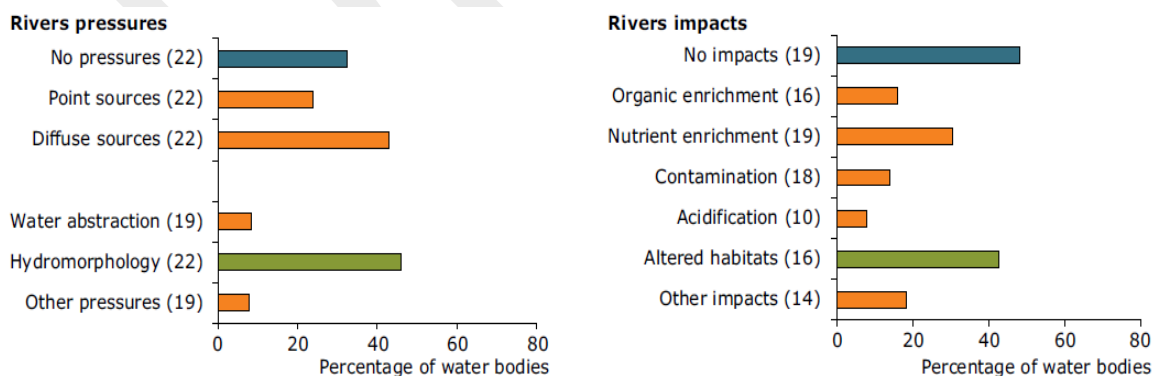 Rivers pressures
No pressures (22)
Point sources (22)
Diffuse sources (22)
Water abstraction (19)
Hydromorphology (22)
Other pressures (19)
0 20 40 60 80
Percentage of water bodies
Rivers impacts
No impacts (19)
Organic enrichment (16)
Nutrient enrichment (19)
Contamination (18)
Acidification (10)
Altered habitats (16)
Other impacts (14)
0 20 40 60 80
Percentage of water bodies